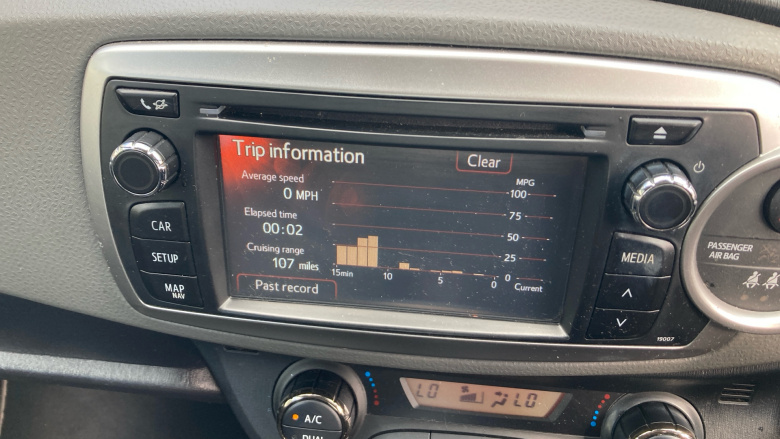 Trip information
Clear
Average speed
0 MPH
Elapsed time
00:02
Cruising range
107 miles
Past record
MPG
100
75
50
25
0
15min 10 5 0 Current
CAR
SETUP
MAP
NAV
MEDIA
19007
PASSENGER
AIR BAG
A/C
DUAL
LO LO